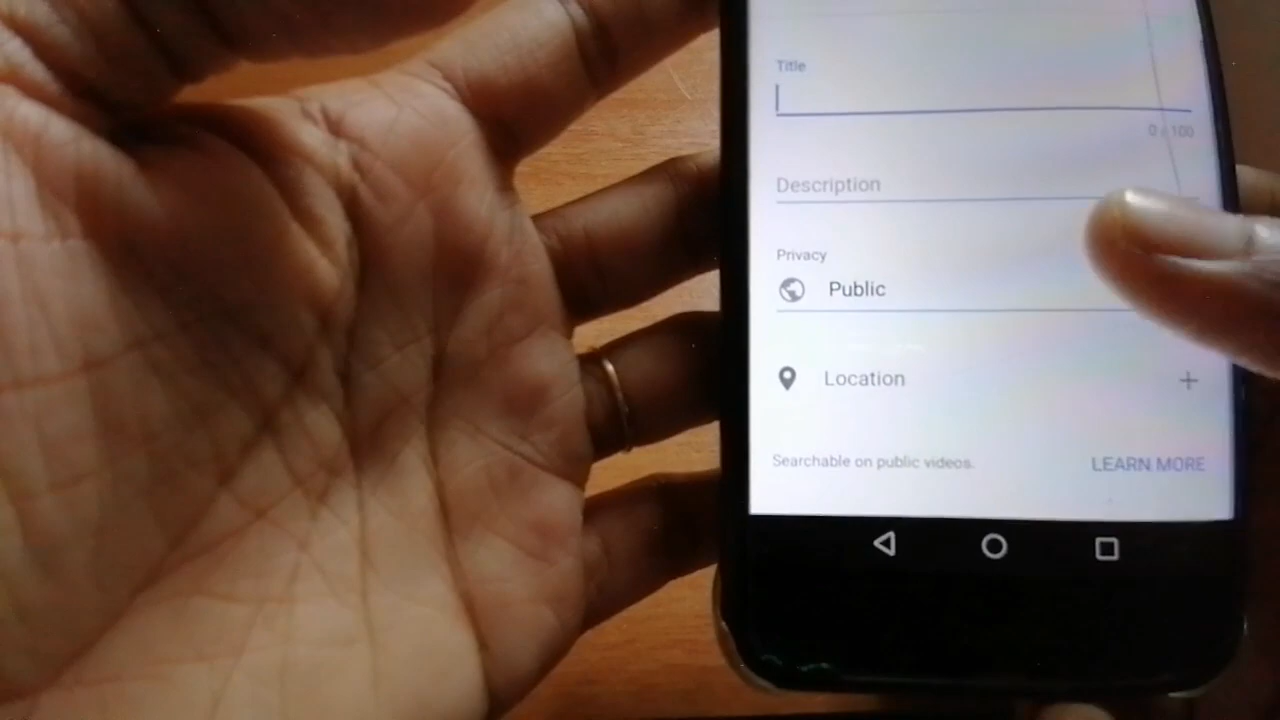 Title
0 / 100
Description
Privacy
Public
Location
Searchable on public videos.
LEARN MORE